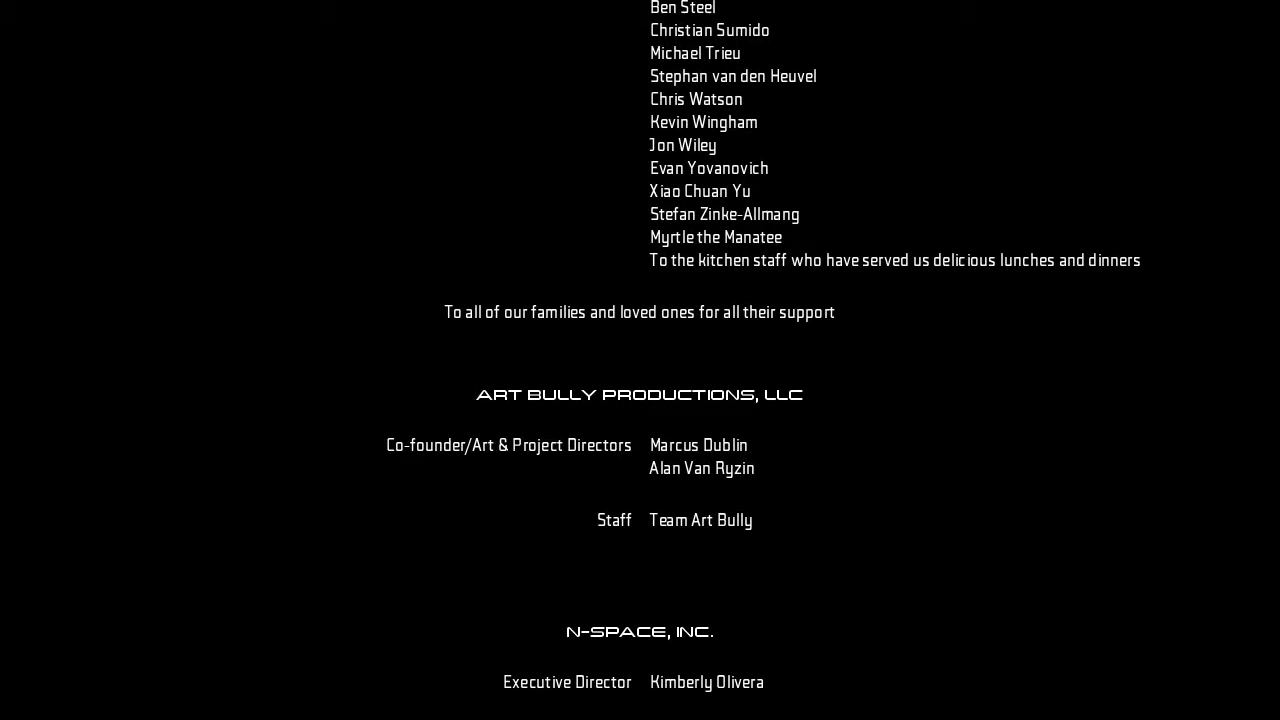 Ben Steel
Christian Sumido
Michael Trieu
Stephan van den Heuvel
Chris Watson
Kevin Wingham
Jon Wiley
Evan Yovanovich
Xiao Chuan Yu
Stefan Zinke-Allmang
Myrtle the Manatee
To the kitchen staff who have served us delicious lunches and dinners
To all of our families and loved ones for all their support
ART BULLY PRODUCTIONS, LLC
Co-founder/Art & Project Directors Marcus Dublin
Alan Van Ryzin
Staff Team Art Bully
N-SPACE, INC.
Executive Director Kimberly Olivera